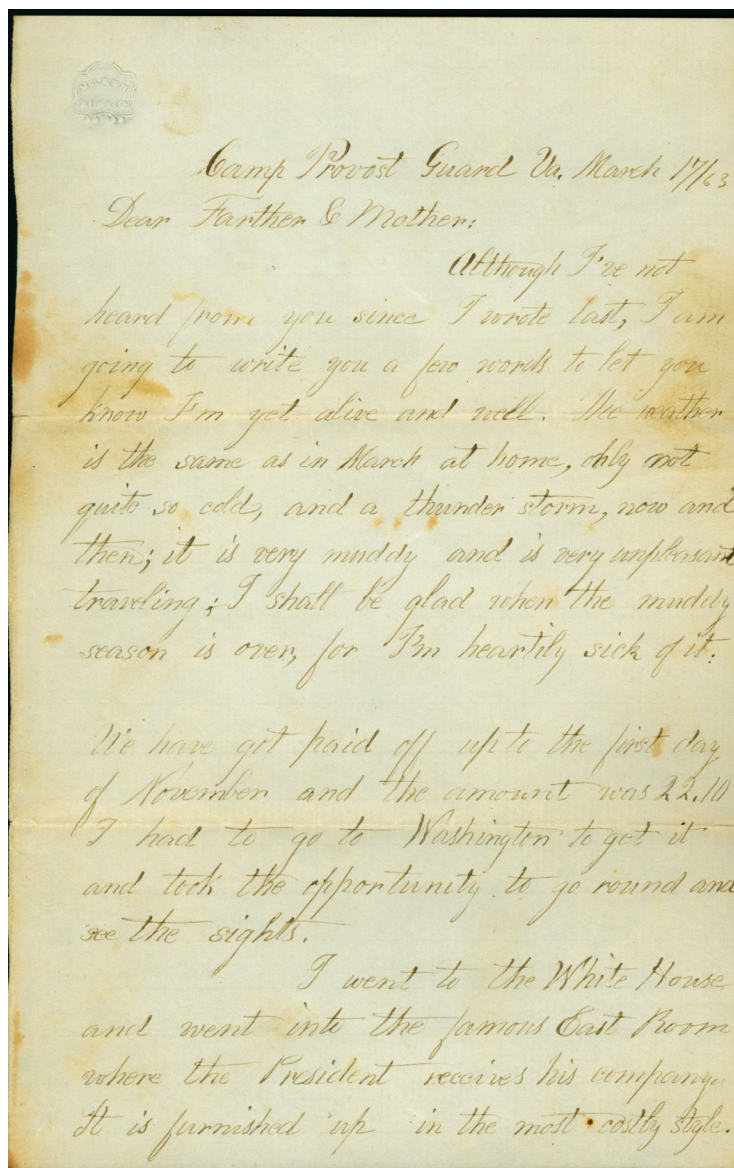 Camp Provost Guard Va. March 17/63
Dear Farther & Mother:
Although I've not
heard from you since I wrote last, I am
going to write you a few words to let you
know I'm yet alive and well. The weather
is the same as in March at home, only not
quite so cold, and a thunder storm, now and
then; it is very muddy and is very unpleasant
traveling; I shall be glad when the muddy
season is over, for I'm heartily sick of it.
We have got paid off up to the first day
of November and the amount was 22.10
I had to go to Washington to get it
and took the opportunity to go round and
see the sights.
I went to the White House
and went into the famous East Room
where the President receives his company.
It is furnished up in the most costly style.